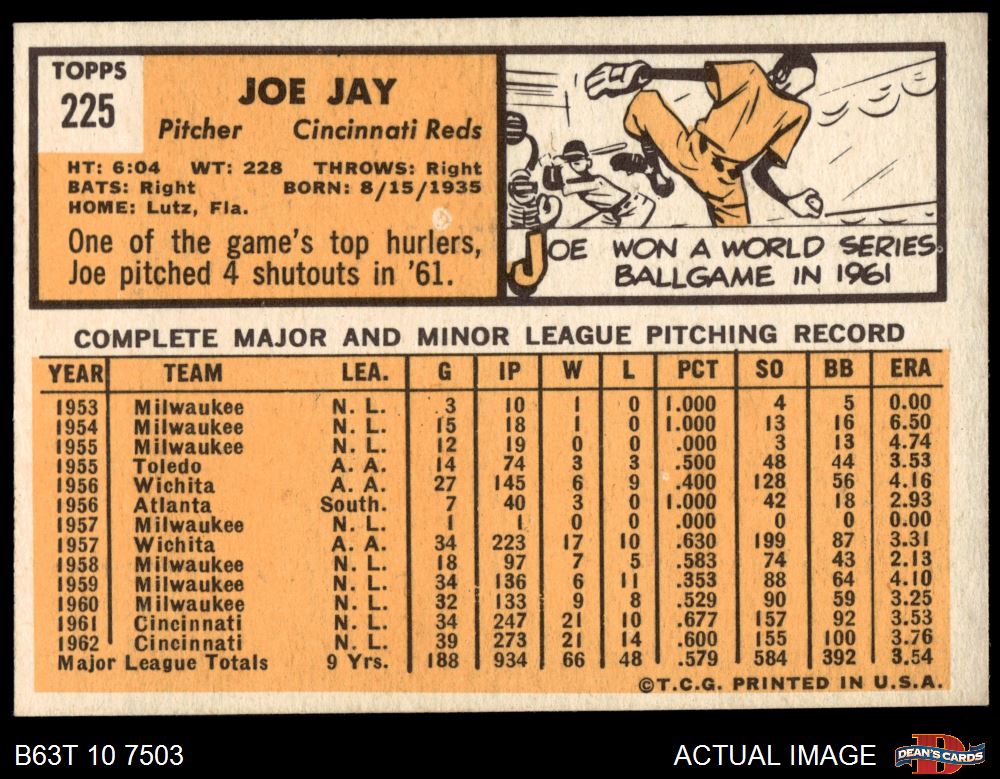 TOPPS
225
JOE JAY
Pitcher Cincinnati Reds
HT: 6:04 WT: 228 THROWS: Right
BATS: Right BORN: 8/15/1935
HOME: Lutz, Fla.
One of the game's top hurlers,
Joe pitched 4 shutouts in '61.
JOE WON A WORLD SERIES
BALLGAME IN 1961
COMPLETE MAJOR AND MINOR LEAGUE PITCHING RECORD
YEAR TEAM LEA. G IP W L PCT SO BB ERA
1953 Milwaukee N. L. 3 10 1 0 1.000 4 5 0.00
1954 Milwaukee N. L. 15 18 1 0 1.000 13 16 6.50
1955 Milwaukee N. L. 12 19 0 0 .000 3 13 4.74
1955 Toledo A. A. 14 74 3 3 .500 48 44 3.53
1956 Wichita A. A. 27 145 6 9 .400 128 56 4.16
1956 Atlanta South. 7 40 3 0 1.000 42 18 2.93
1957 Milwaukee N. L. 1 1 0 0 .000 0 0 0.00
1957 Wichita A. A. 34 223 17 10 .630 199 87 3.31
1958 Milwaukee N. L. 18 97 7 5 .583 74 43 2.13
1959 Milwaukee N. L. 34 136 6 11 .353 88 64 4.10
1960 Milwaukee N. L. 32 133 9 8 .529 90 59 3.25
1961 Cincinnati N. L. 34 247 21 10 .677 157 92 3.53
1962 Cincinnati N. L. 39 273 21 14 .600 155 100 3.76
Major League Totals 9 Yrs. 188 934 66 48 .579 584 392 3.54
©T.C.G. PRINTED IN U.S.A.
B63T 10 7503 ACTUAL IMAGE DEAN'S CARDS